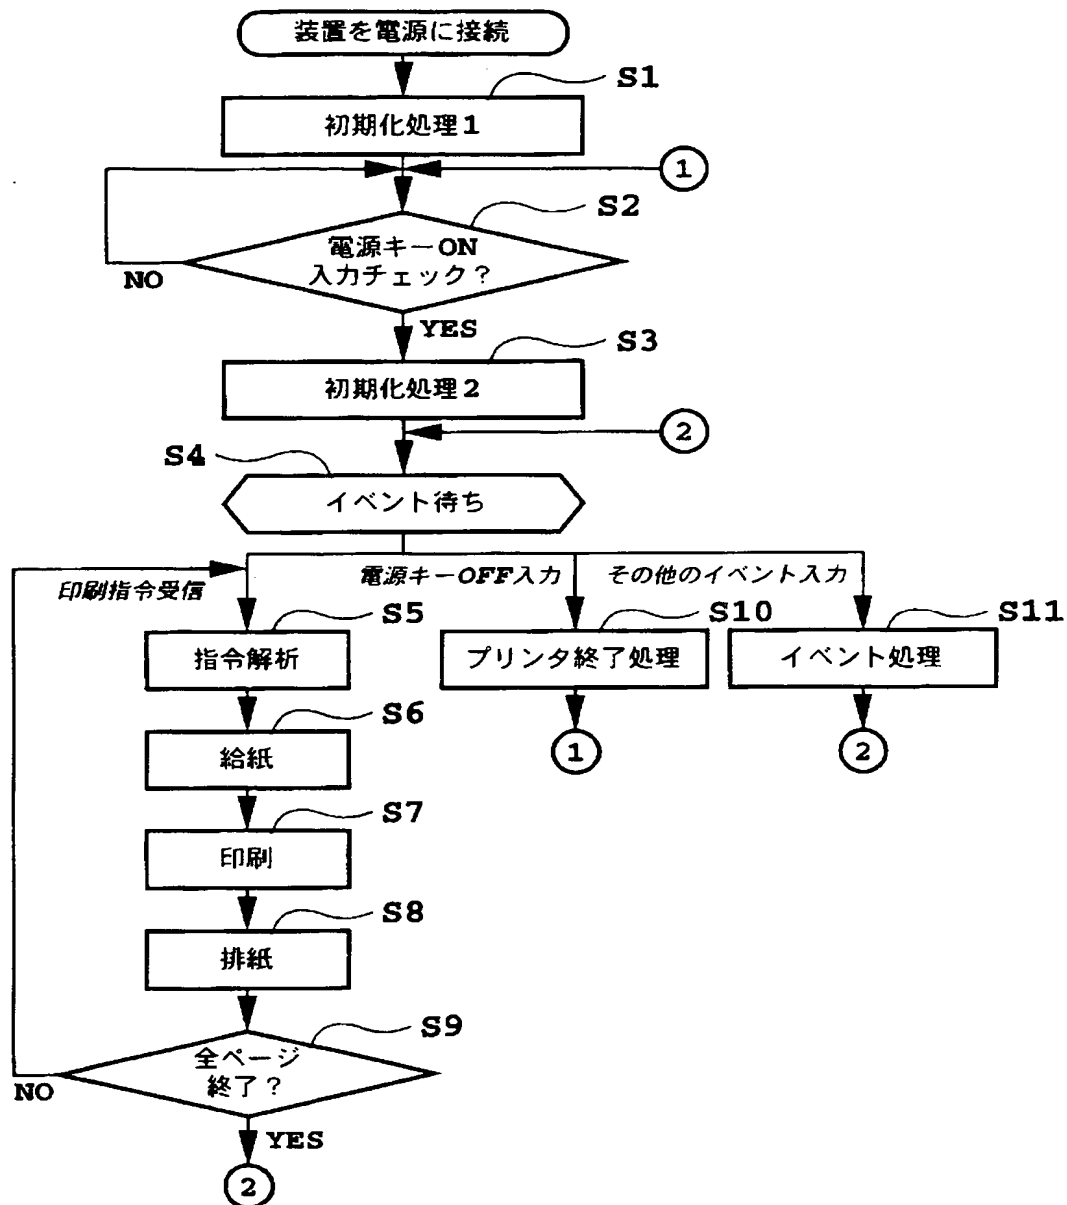 装置を電源に接続
S1
初期化処理1
1
S2
電源キーON
入力チェック?
NO
YES
S3
初期化処理2
2
S4
イベント待ち
印刷指令受信
電源キーOFF入力
その他のイベント入力
S5
S10
S11
指令解析
プリンタ終了処理
イベント処理
S6
給紙
1
2
S7
印刷
S8
排紙
S9
全ページ
終了?
NO
YES
2